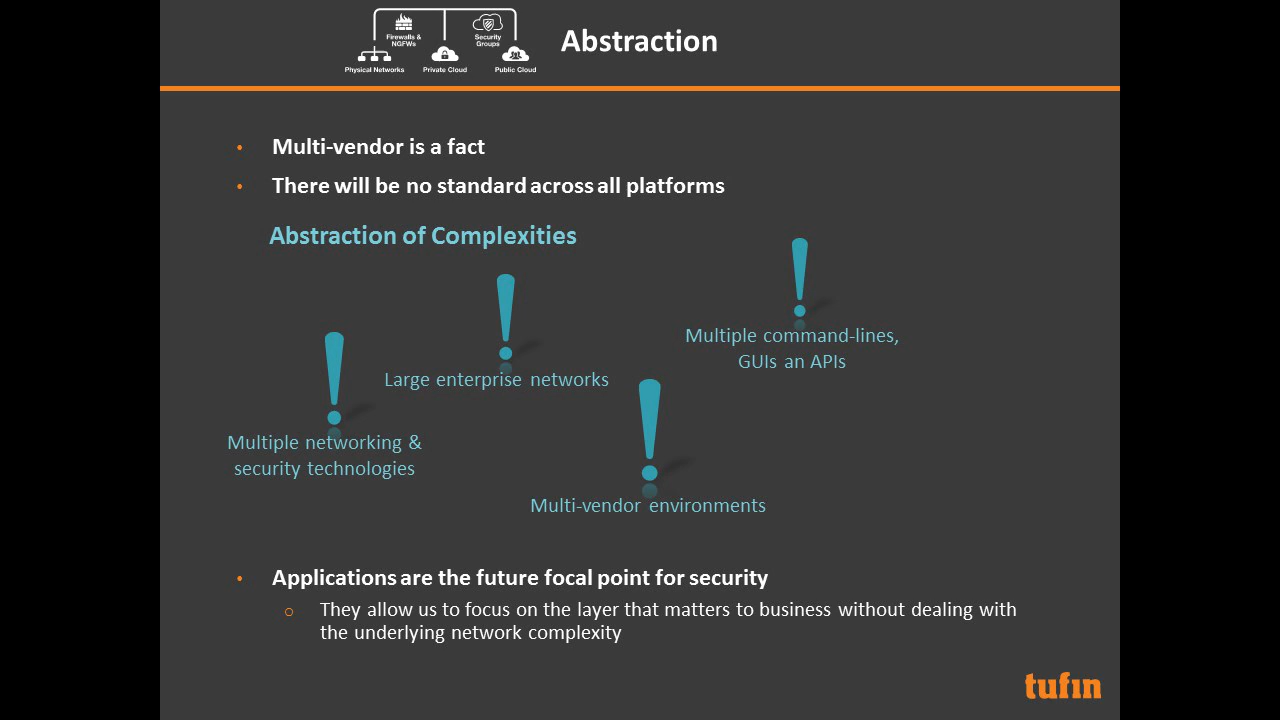 Firewalls &
NGFWs
Security
Groups
Physical Networks
Private Cloud
Public Cloud
Abstraction
• Multi-vendor is a fact
• There will be no standard across all platforms
Abstraction of Complexities
Multiple command-lines,
GUIs an APIs
Large enterprise networks
Multiple networking &
security technologies
Multi-vendor environments
• Applications are the future focal point for security
o They allow us to focus on the layer that matters to business without dealing with
the underlying network complexity
tufin